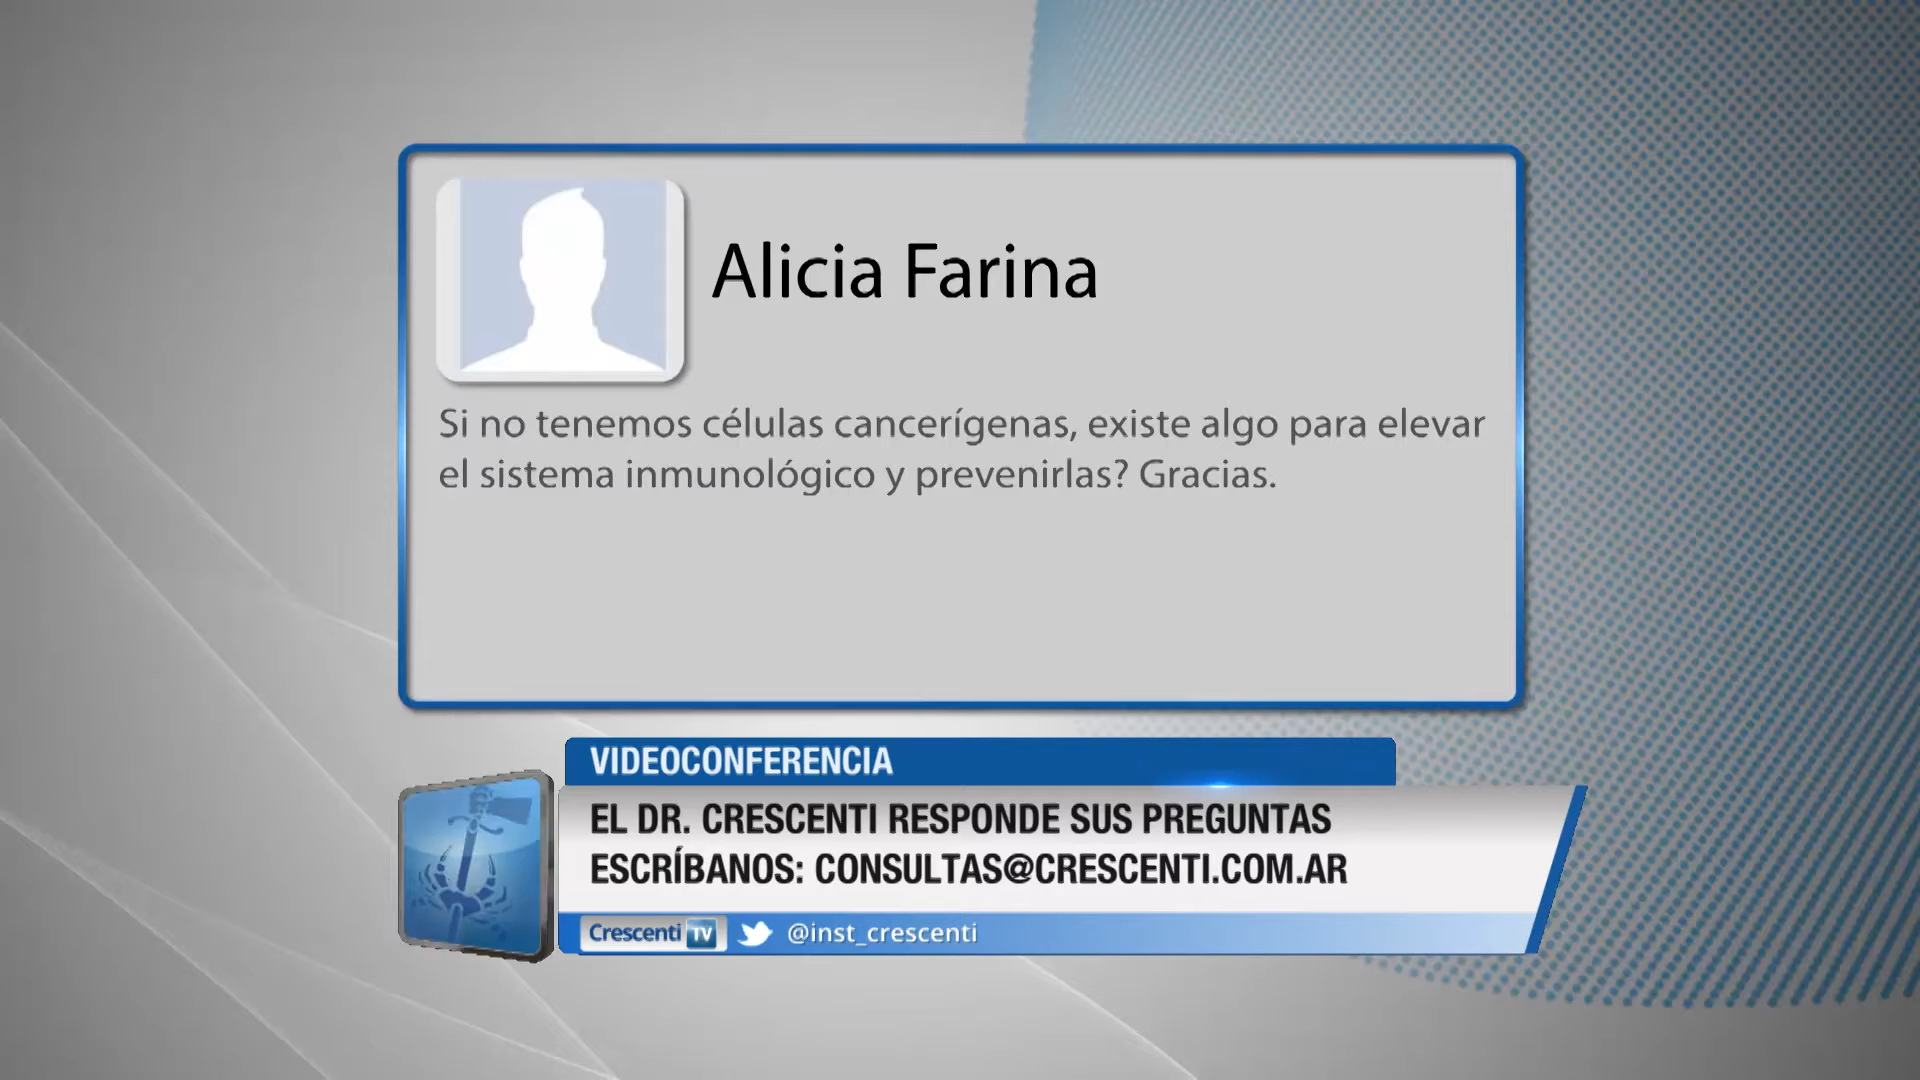 Alicia Farina
Si no tenemos células cancerígenas, existe algo para elevar
el sistema inmunológico y prevenirlas? Gracias.
VIDEOCONFERENCIA
EL DR. CRESCENTI RESPONDE SUS PREGUNTAS
ESCRÍBANOS: CONSULTAS@CRESCENTI.COM.AR
Crescenti TV @inst_crescenti